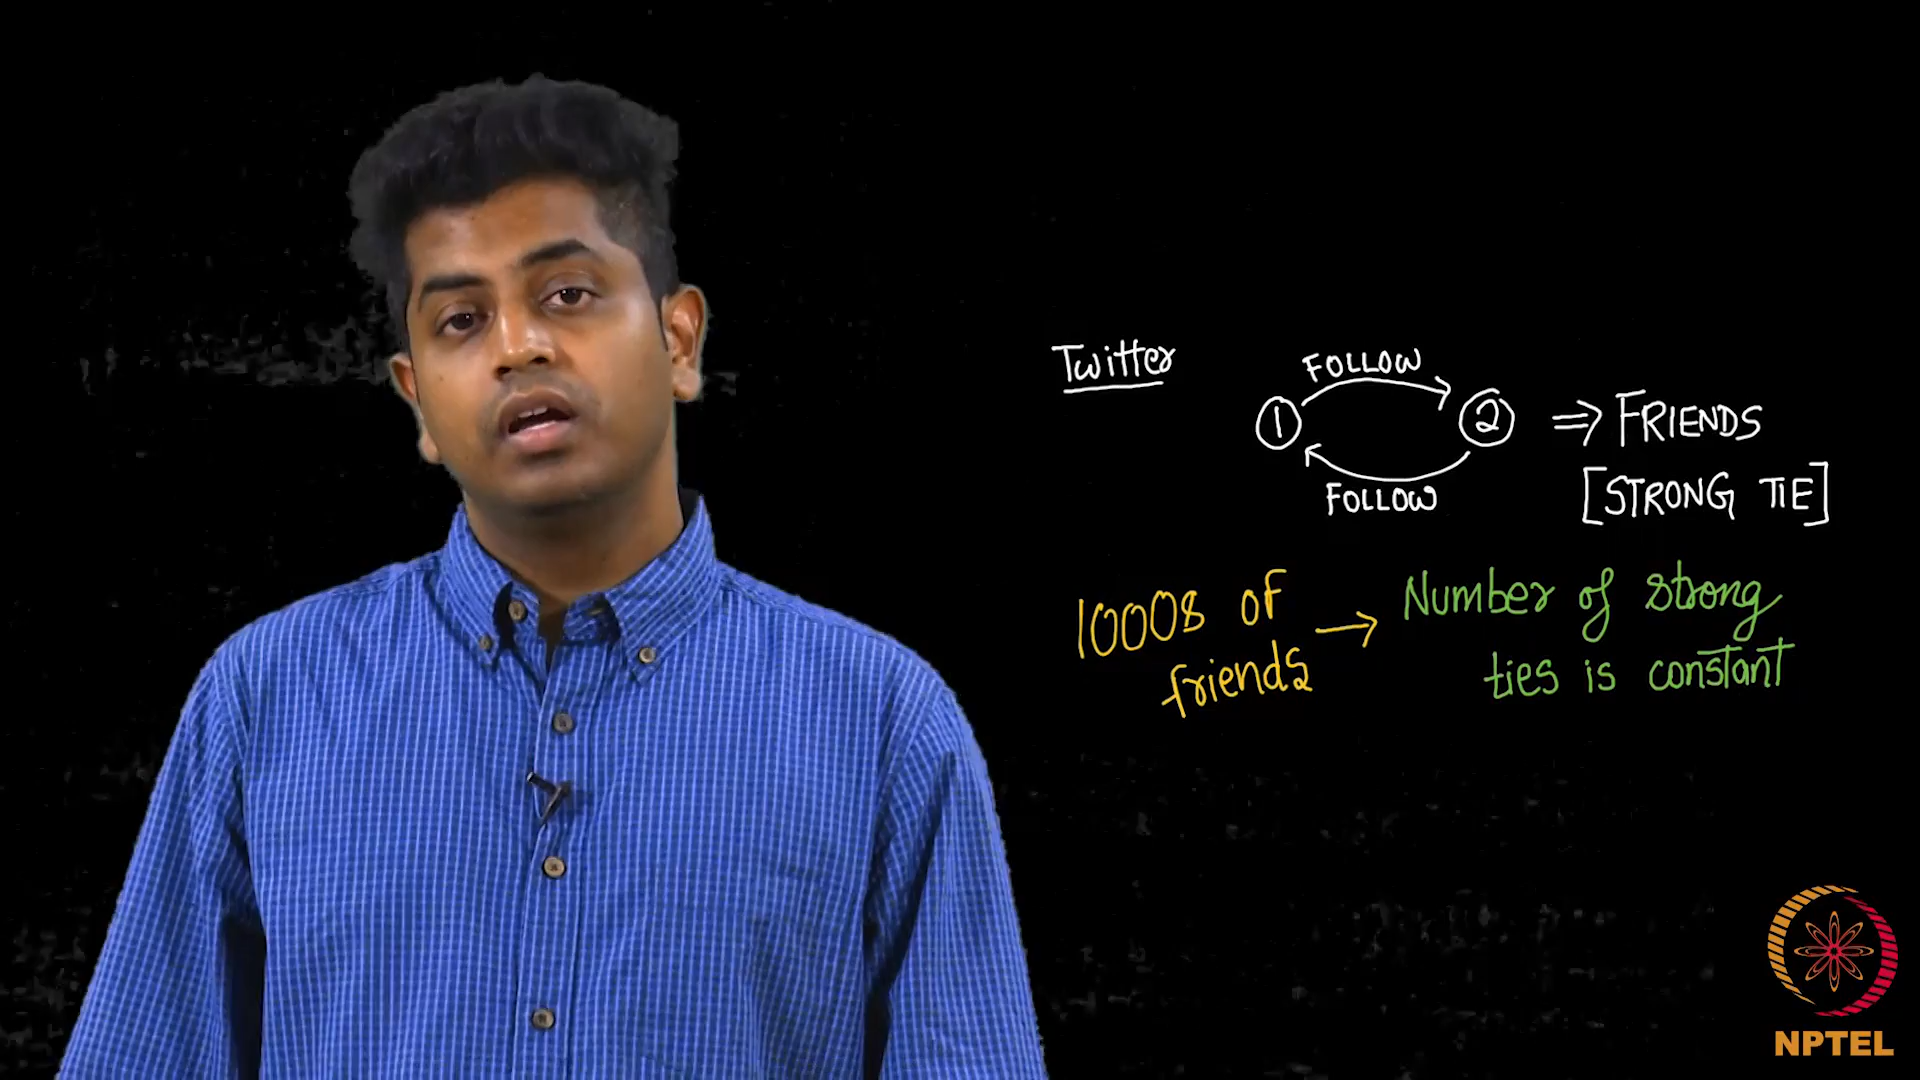 Twitter
FOLLOW
1 2 ⇒ FRIENDS
FOLLOW
[STRONG TIE]
1000s of friends → Number of strong
ties is constant
NPTEL